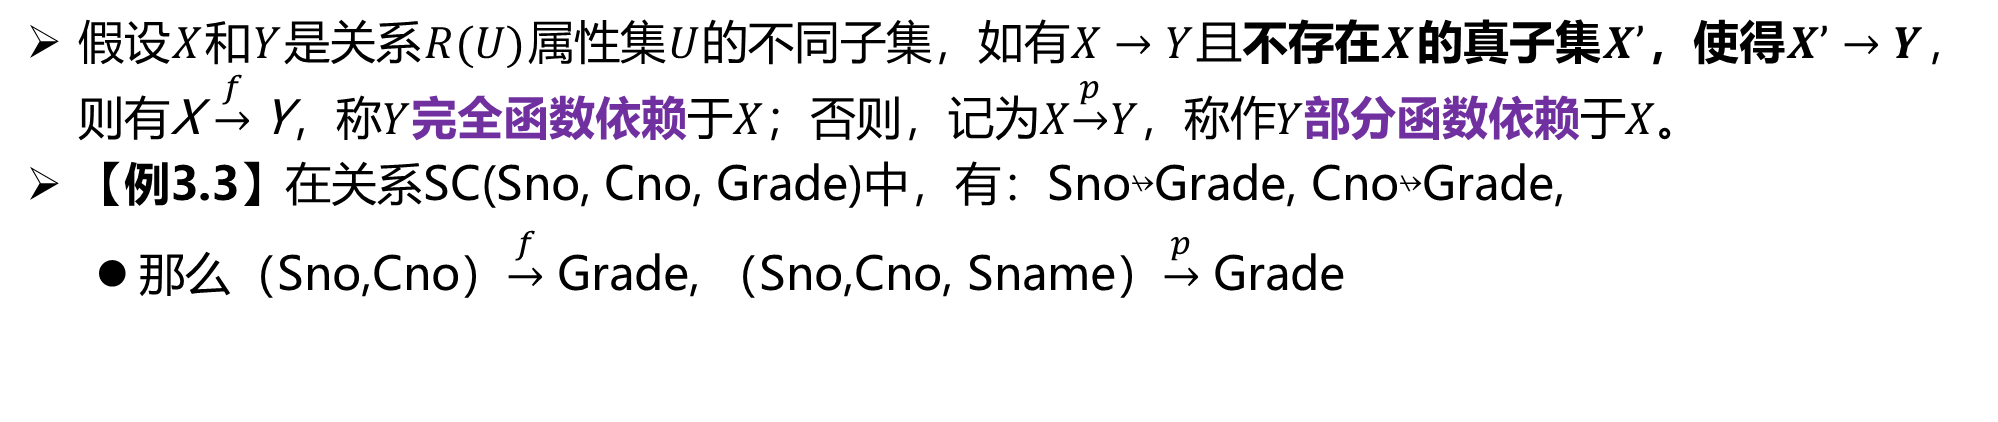 ➢ 假设X和Y是关系R(U)属性集U的不同子集，如有X → Y且不存在X的真子集X’，使得X’ → Y，
则有X f→ Y，称Y完全函数依赖于X；否则，记为X p→ Y，称作Y部分函数依赖于X。
➢ 【例3.3】在关系SC(Sno, Cno, Grade)中，有：Sno↛Grade, Cno↛Grade,
● 那么（Sno,Cno） f→ Grade, （Sno,Cno, Sname） p→ Grade